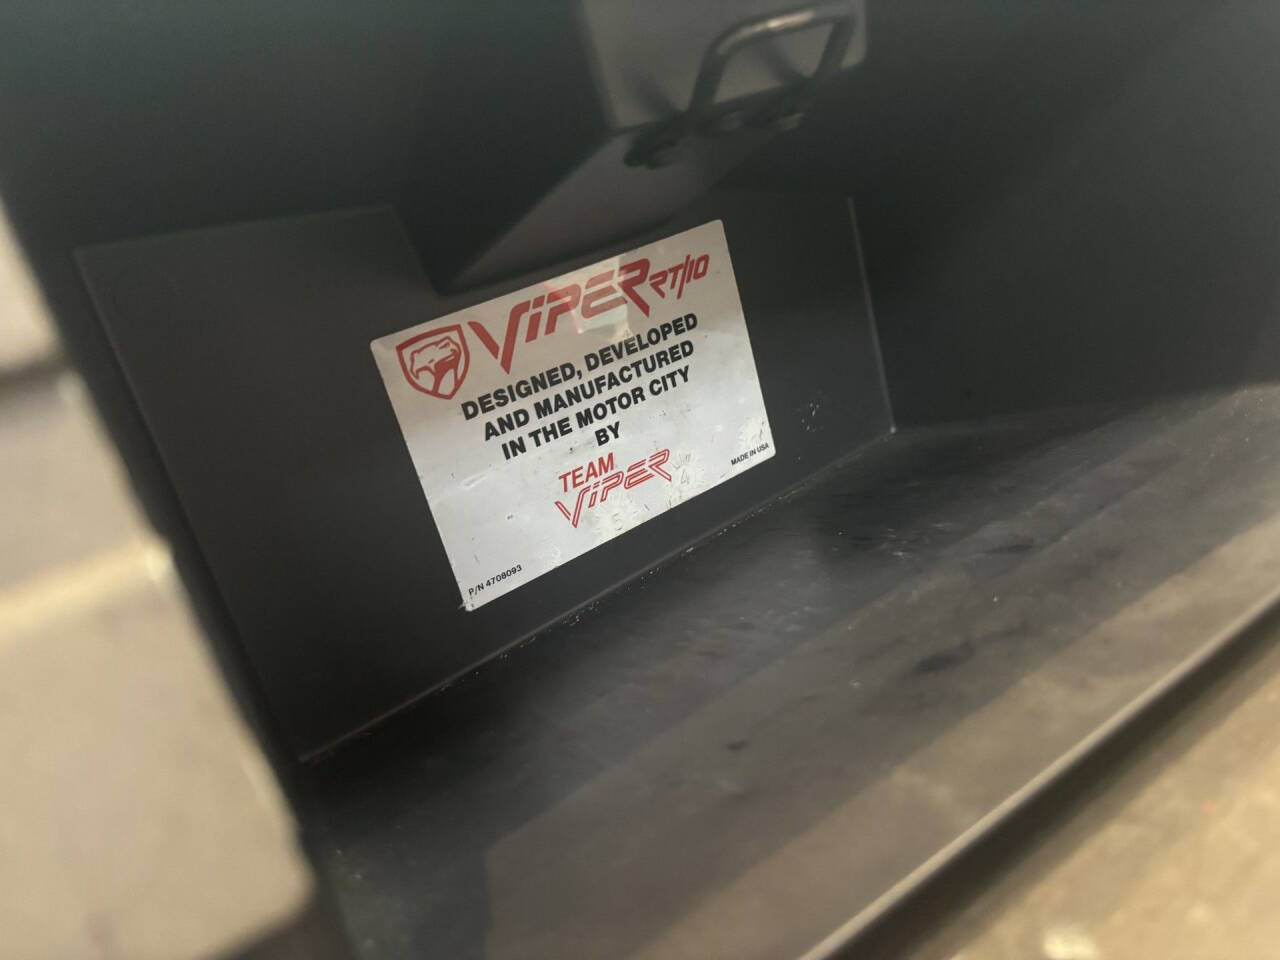 VIPER RT/10
DESIGNED, DEVELOPED
AND MANUFACTURED
IN THE MOTOR CITY
BY
TEAM
VIPER
MADE IN USA
P/N 4708093